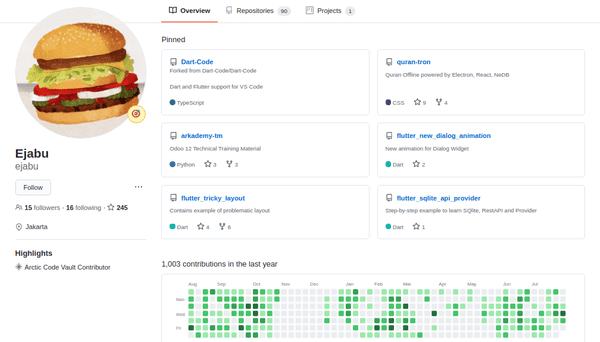 Overview
Repositories 90
Projects 1
Ejabu
ejabu
Follow
15 followers · 16 following · 245
Jakarta
Highlights
Arctic Code Vault Contributor
Pinned
Dart-Code
Forked from Dart-Code/Dart-Code
Dart and Flutter support for VS Code
TypeScript
quran-tron
Quran Offline powered by Electron, React, NeDB
CSS 9 4
arkademy-tm
Odoo 12 Technical Training Material
Python 3 3
flutter_new_dialog_animation
New animation for Dialog Widget
Dart 2
flutter_tricky_layout
Contains example of problematic layout
Dart 4 6
flutter_sqlite_api_provider
Step-by-step example to learn SQlite, RestAPI and Provider
Dart 1
1,003 contributions in the last year
Aug Sep Oct Nov Dec Jan Feb Mar Apr May Jun Jul
Mon
Wed
Fri